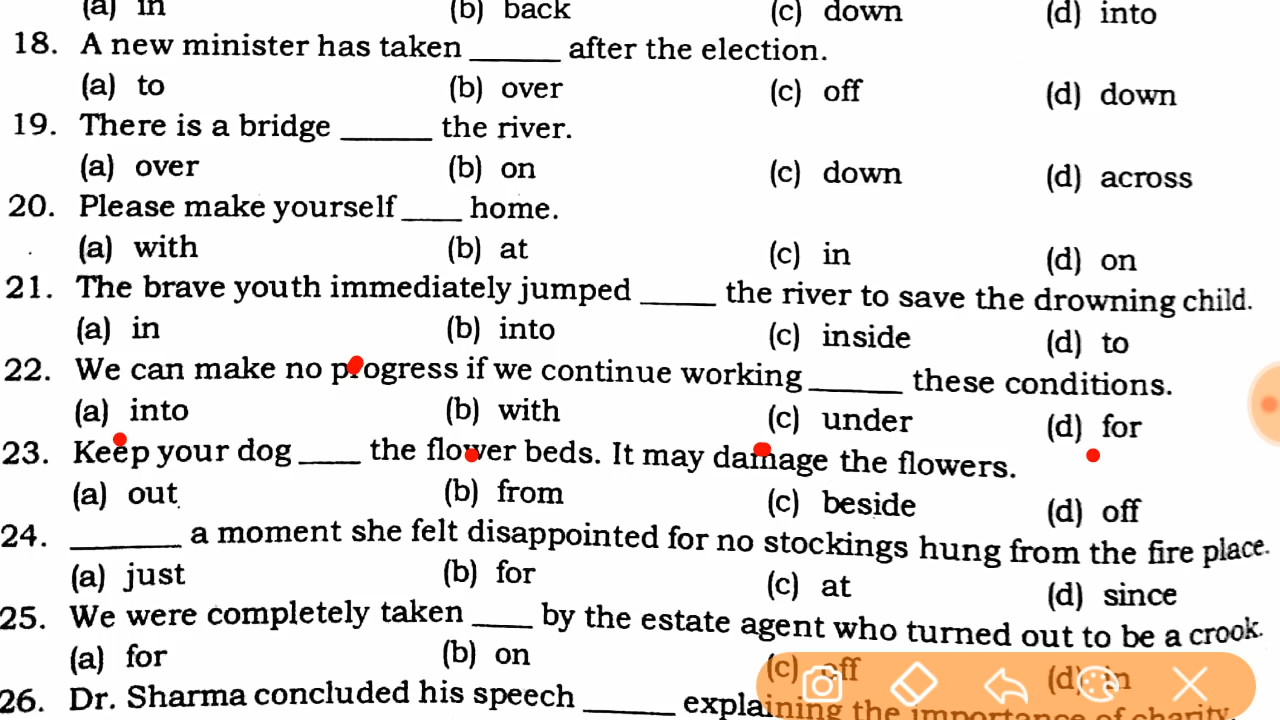 (a) in (b) back (c) down (d) into
18. A new minister has taken ______ after the election.
(a) to (b) over (c) off (d) down
19. There is a bridge ______ the river.
(a) over (b) on (c) down (d) across
20. Please make yourself ____ home.
(a) with (b) at (c) in (d) on
21. The brave youth immediately jumped _____ the river to save the drowning child.
(a) in (b) into (c) inside (d) to
22. We can make no progress if we continue working ______ these conditions.
(a) into (b) with (c) under (d) for
23. Keep your dog ____ the flower beds. It may damage the flowers.
(a) out (b) from (c) beside (d) off
24. _______ a moment she felt disappointed for no stockings hung from the fire place.
(a) just (b) for (c) at (d) since
25. We were completely taken ____ by the estate agent who turned out to be a crook.
(a) for (b) on (c) off (d) in
26. Dr. Sharma concluded his speech ______ explaining the importance of charity.